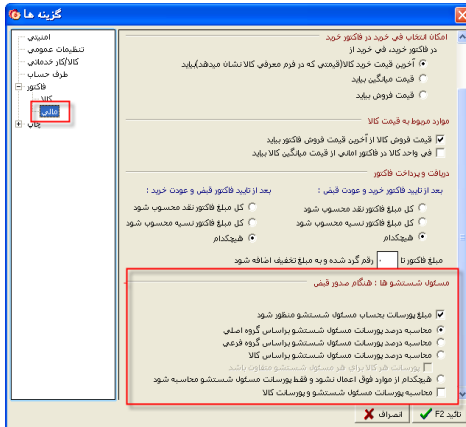 گزینه ها
امنیتی
تنظیمات عمومی
کالا/کار خدماتی
طرف حساب
فاکتور
کالا
مالی
چاپ
امکان انتخاب فی خرید در فاکتور خرید
در فاکتور خرید، فی خرید از
آخرین قیمت خرید کالا(قیمتی که در فرم معرفی کالا نشان میدهد)بیاید
قیمت میانگین بیاید
قیمت فروش بیاید
موارد مربوط به قیمت کالا
قیمت فروش کالا از آخرین قیمت فروش فاکتور بیاید
فی واحد کالا در فاکتور امانی از قیمت میانگین کالا بیاید
دریافت و پرداخت فاکتور
بعد از تایید فاکتور خرید و عودت قبض :
کل مبلغ فاکتور نقد محسوب شود
کل مبلغ فاکتور نسیه محسوب شود
هیچکدام
بعد از تایید فاکتور قبض و عودت خرید :
کل مبلغ فاکتور نقد محسوب شود
کل مبلغ فاکتور نسیه محسوب شود
هیچکدام
مبلغ فاکتور تا ۰ رقم گرد شده و به مبلغ تخفیف اضافه شود
مسئول شستشو ها : هنگام صدور قبض
مبلغ پورسانت بحساب مسئول شستشو منظور شود
محاسبه درصد پورسانت مسئول شستشو براساس گروه اصلی
محاسبه درصد پورسانت مسئول شستشو براساس گروه فرعی
محاسبه درصد پورسانت مسئول شستشو براساس کالا
پورسانت هر کالا برای هر مسئول شستشو متفاوت باشد
هیچکدام از موارد فوق اعمال نشود و فقط پورسانت مسئول شستشو محاسبه شود
محاسبه پورسانت مسئول شستشو و پورسانت کالا
تائید F2
انصراف